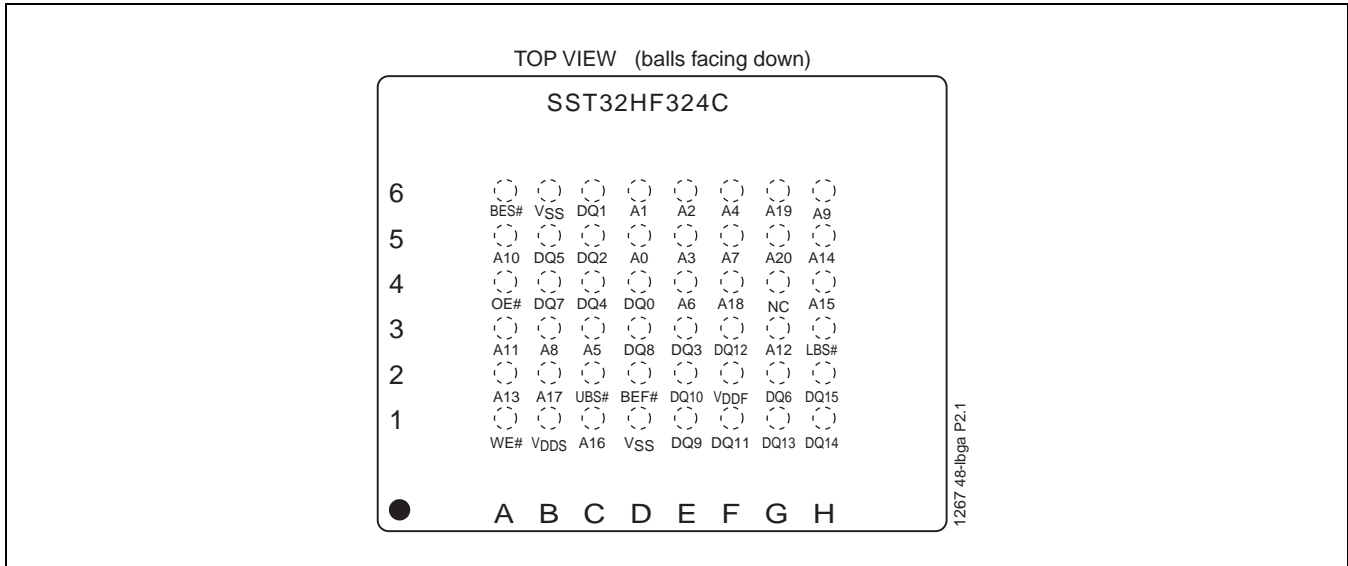 TOP VIEW (balls facing down)
SST32HF324C
6
BES# VSS DQ1 A1 A2 A4 A19 A9
5
A10 DQ5 DQ2 A0 A3 A7 A20 A14
4
OE# DQ7 DQ4 DQ0 A6 A18 NC A15
3
A11 A8 A5 DQ8 DQ3 DQ12 A12 LBS#
2
A13 A17 UBS# BEF# DQ10 VDDF DQ6 DQ15
1
WE# VDDS A16 VSS DQ9 DQ11 DQ13 DQ14
A B C D E F G H
1267 48-lbga P2.1